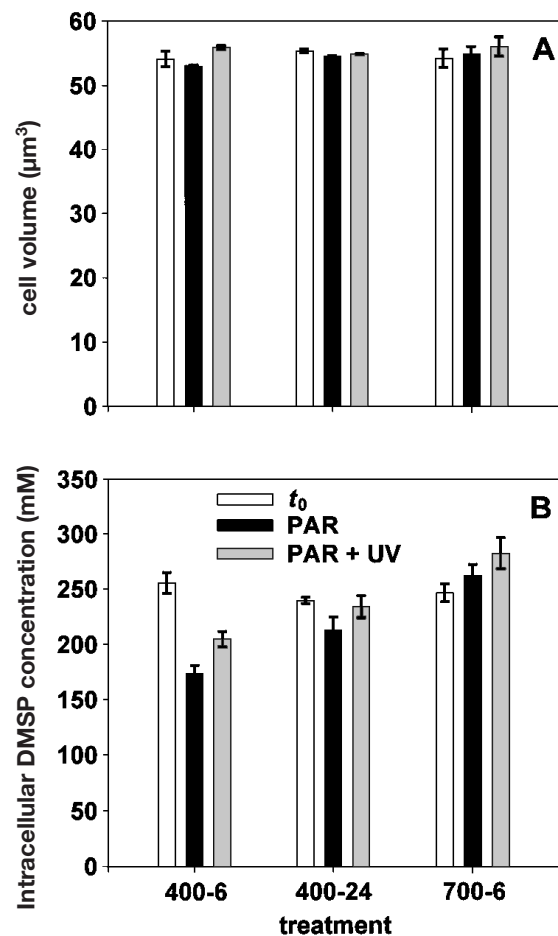 60
A
50
40
30
20
10
0
cell volume (µm³)
350
B
300
250
200
150
100
50
0
Intracellular DMSP concentration (mM)
t₀
PAR
PAR + UV
400-6 400-24 700-6
treatment